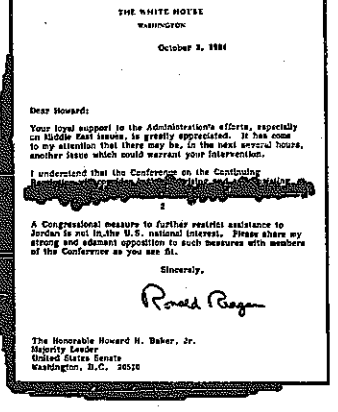 THE WHITE HOUSE
WASHINGTON
October 3, 1984
Dear Howard:
Your loyal support to the Administration's efforts, especially
on Middle East issues, is greatly appreciated. It has come
to my attention that there may be, in the next several hours,
another issue which could warrant your intervention.
I understand that the Conference on the Continuing
2
A Congressional measure to further restrict assistance to
Jordan is not in the U.S. national interest. Please share my
strong and adamant opposition to such measures with members
of the Conference as you see fit.
Sincerely,
Ronald Reagan
The Honorable Howard H. Baker, Jr.
Majority Leader
United States Senate
Washington, D.C. 20510